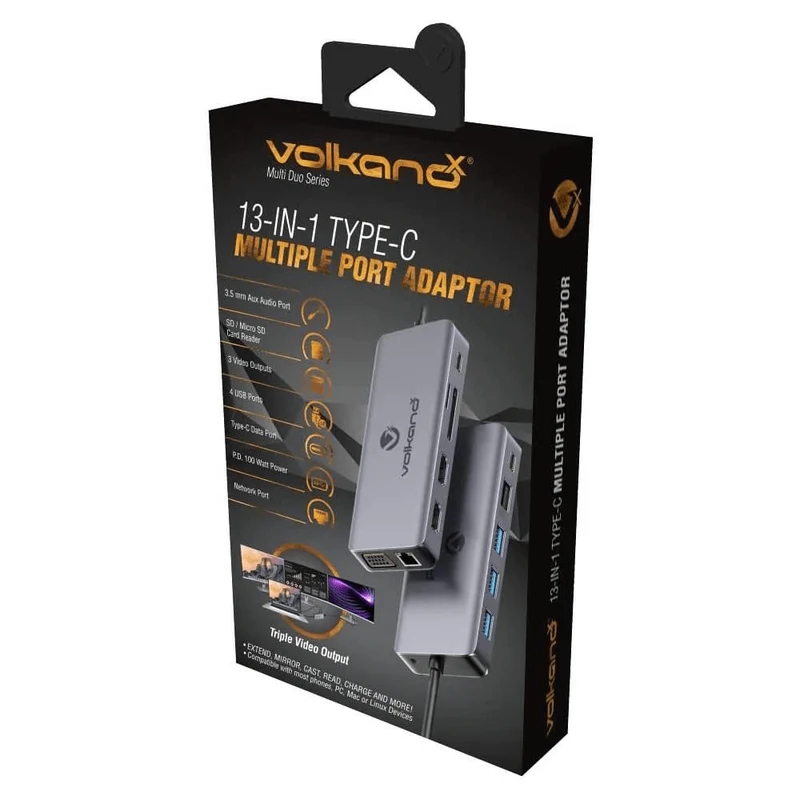 volkano X®
Multi Duo Series
13-IN-1 TYPE-C
MULTIPLE PORT ADAPTOR
3.5 mm Aux Audio Port
SD / Micro SD
Card Reader
3 Video Outputs
4 USB Ports
Type-C Data Port
P.D. 100 Watt Power
Network Port
volkano
Triple Video Output
• EXTEND, MIRROR, CAST, READ, CHARGE AND MORE!
• Compatible with most phones, PC, Mac or Linux Devices
X
13-IN-1 TYPE-C MULTIPLE PORT ADAPTOR
volkano X